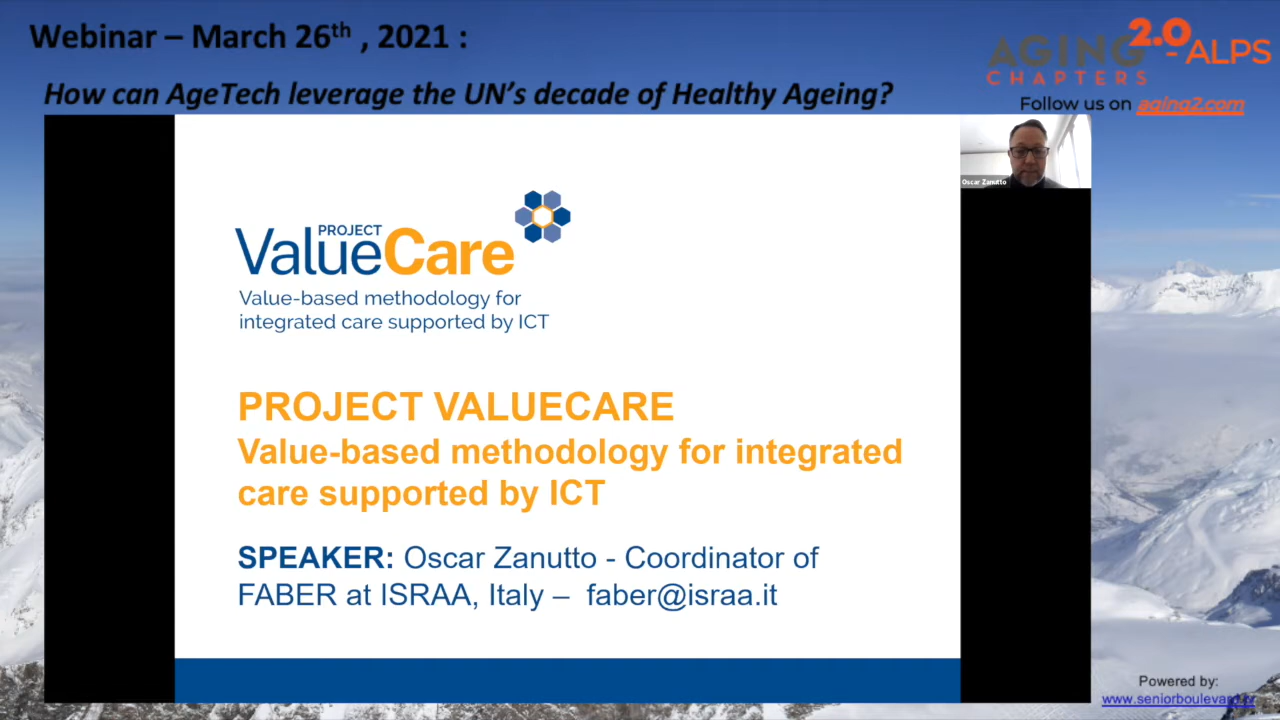 Webinar – March 26th , 2021 :
How can AgeTech leverage the UN's decade of Healthy Ageing?
AGING 2.0 - ALPS
CHAPTERS
Follow us on aging2.com
Oscar Zanutto
PROJECT
ValueCare
Value-based methodology for
integrated care supported by ICT
PROJECT VALUECARE
Value-based methodology for integrated
care supported by ICT
SPEAKER: Oscar Zanutto - Coordinator of
FABER at ISRAA, Italy – faber@israa.it
Powered by: